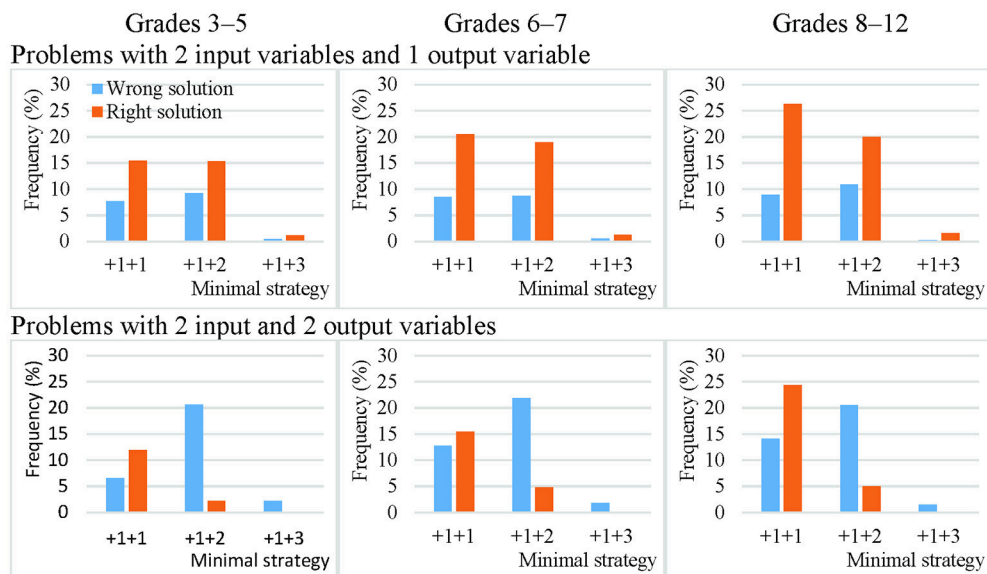 Grades 3–5 Grades 6–7 Grades 8–12
Problems with 2 input variables and 1 output variable
Frequency (%)
30
25
20
15
10
5
0
Wrong solution
Right solution
+1+1 +1+2 +1+3
Minimal strategy
Frequency (%)
30
25
20
15
10
5
0
+1+1 +1+2 +1+3
Minimal strategy
Frequency (%)
30
25
20
15
10
5
0
+1+1 +1+2 +1+3
Minimal strategy
Problems with 2 input and 2 output variables
Frequency (%)
30
25
20
15
10
5
0
+1+1 +1+2 +1+3
Minimal strategy
Frequency (%)
30
25
20
15
10
5
0
+1+1 +1+2 +1+3
Minimal strategy
Frequency (%)
30
25
20
15
10
5
0
+1+1 +1+2 +1+3
Minimal strategy